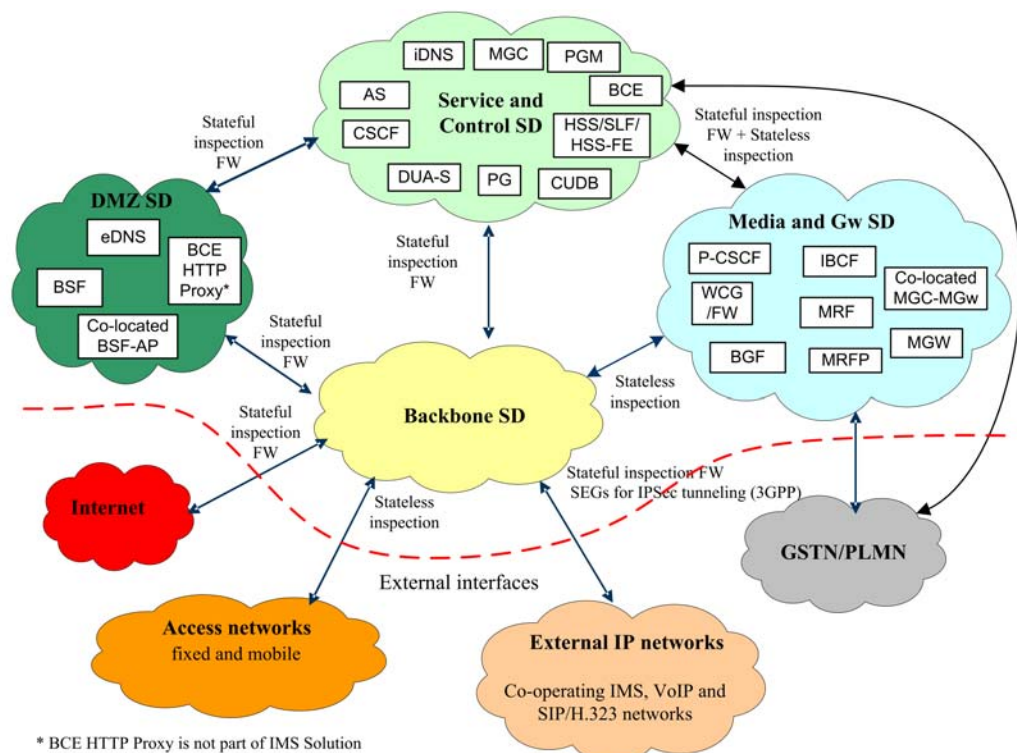 iDNS
MGC
PGM
AS
BCE
Service and
Control SD
CSCF
HSS/SLF/
HSS-FE
DUA-S
PG
CUDB
Stateful
inspection
FW
Stateful inspection
FW + Stateless
inspection
DMZ SD
eDNS
BCE
HTTP
Proxy*
BSF
Co-located
BSF-AP
Stateful
inspection
FW
Media and Gw SD
P-CSCF
IBCF
Co-located
MGC-MGw
WCG
/FW
MRF
MGW
BGF
MRFP
Stateful
inspection
FW
Stateless
inspection
Backbone SD
Stateful
inspection
FW
Internet
Stateless
inspection
Stateful inspection FW
SEGs for IPSec tunneling (3GPP)
GSTN/PLMN
External interfaces
Access networks
fixed and mobile
External IP networks
Co-operating IMS, VoIP and
SIP/H.323 networks
* BCE HTTP Proxy is not part of IMS Solution